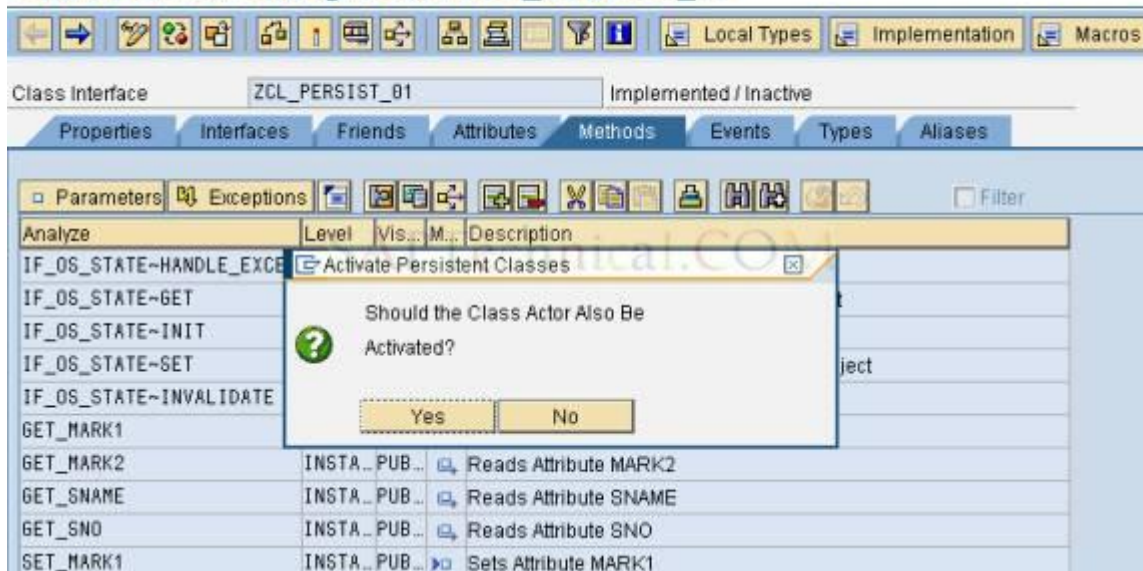 Local Types Implementation Macros
Class Interface ZCL_PERSIST_01 Implemented / Inactive
Properties Interfaces Friends Attributes Methods Events Types Aliases
Parameters Exceptions Filter
Analyze Level Vis... M... Description
IF_OS_STATE~HANDLE_EXCE
IF_OS_STATE~GET
IF_OS_STATE~INIT
IF_OS_STATE~SET ject
IF_OS_STATE~INVALIDATE
Activate Persistent Classes
Should the Class Actor Also Be
Activated?
Yes No
GET_MARK1
GET_MARK2 INSTA... PUB... Reads Attribute MARK2
GET_SNAME INSTA... PUB... Reads Attribute SNAME
GET_SNO INSTA... PUB... Reads Attribute SNO
SET_MARK1 INSTA... PUB... Sets Attribute MARK1